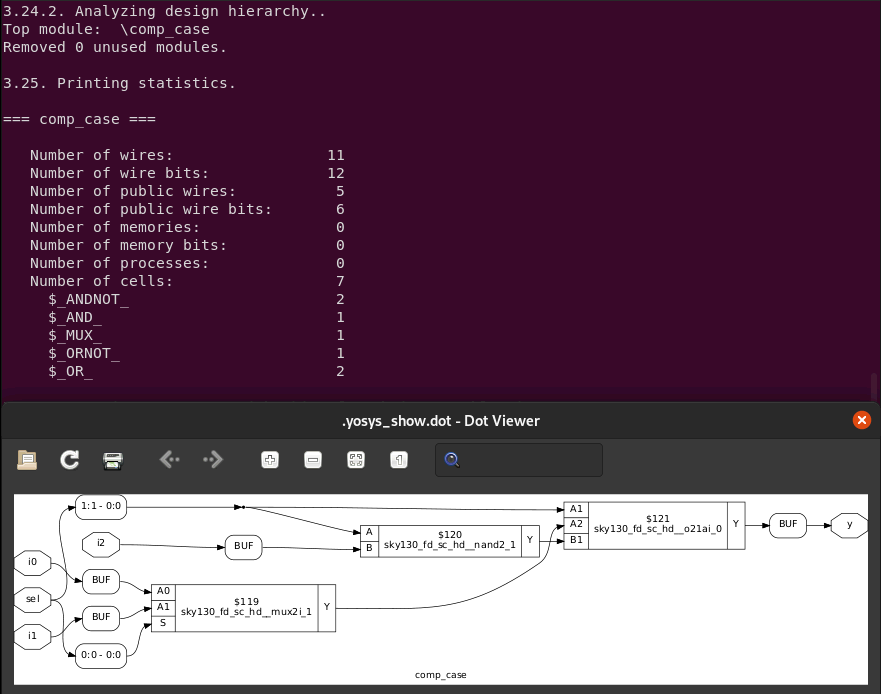 3.24.2. Analyzing design hierarchy..
Top module:  \comp_case
Removed 0 unused modules.
3.25. Printing statistics.
=== comp_case ===
Number of wires: 11
Number of wire bits: 12
Number of public wires: 5
Number of public wire bits: 6
Number of memories: 0
Number of memory bits: 0
Number of processes: 0
Number of cells: 7
$_ANDNOT_ 2
$_AND_ 1
$_MUX_ 1
$_ORNOT_ 1
$_OR_ 2
.yosys_show.dot - Dot Viewer
1:1 - 0:0
i2
BUF
i0
BUF
sel
BUF
i1
0:0 - 0:0
A0
A1
S
$119
sky130_fd_sc_hd__mux2i_1
Y
A
B
$120
sky130_fd_sc_hd__nand2_1
Y
A1
A2
B1
$121
sky130_fd_sc_hd__o21ai_0
Y
BUF
y
comp_case